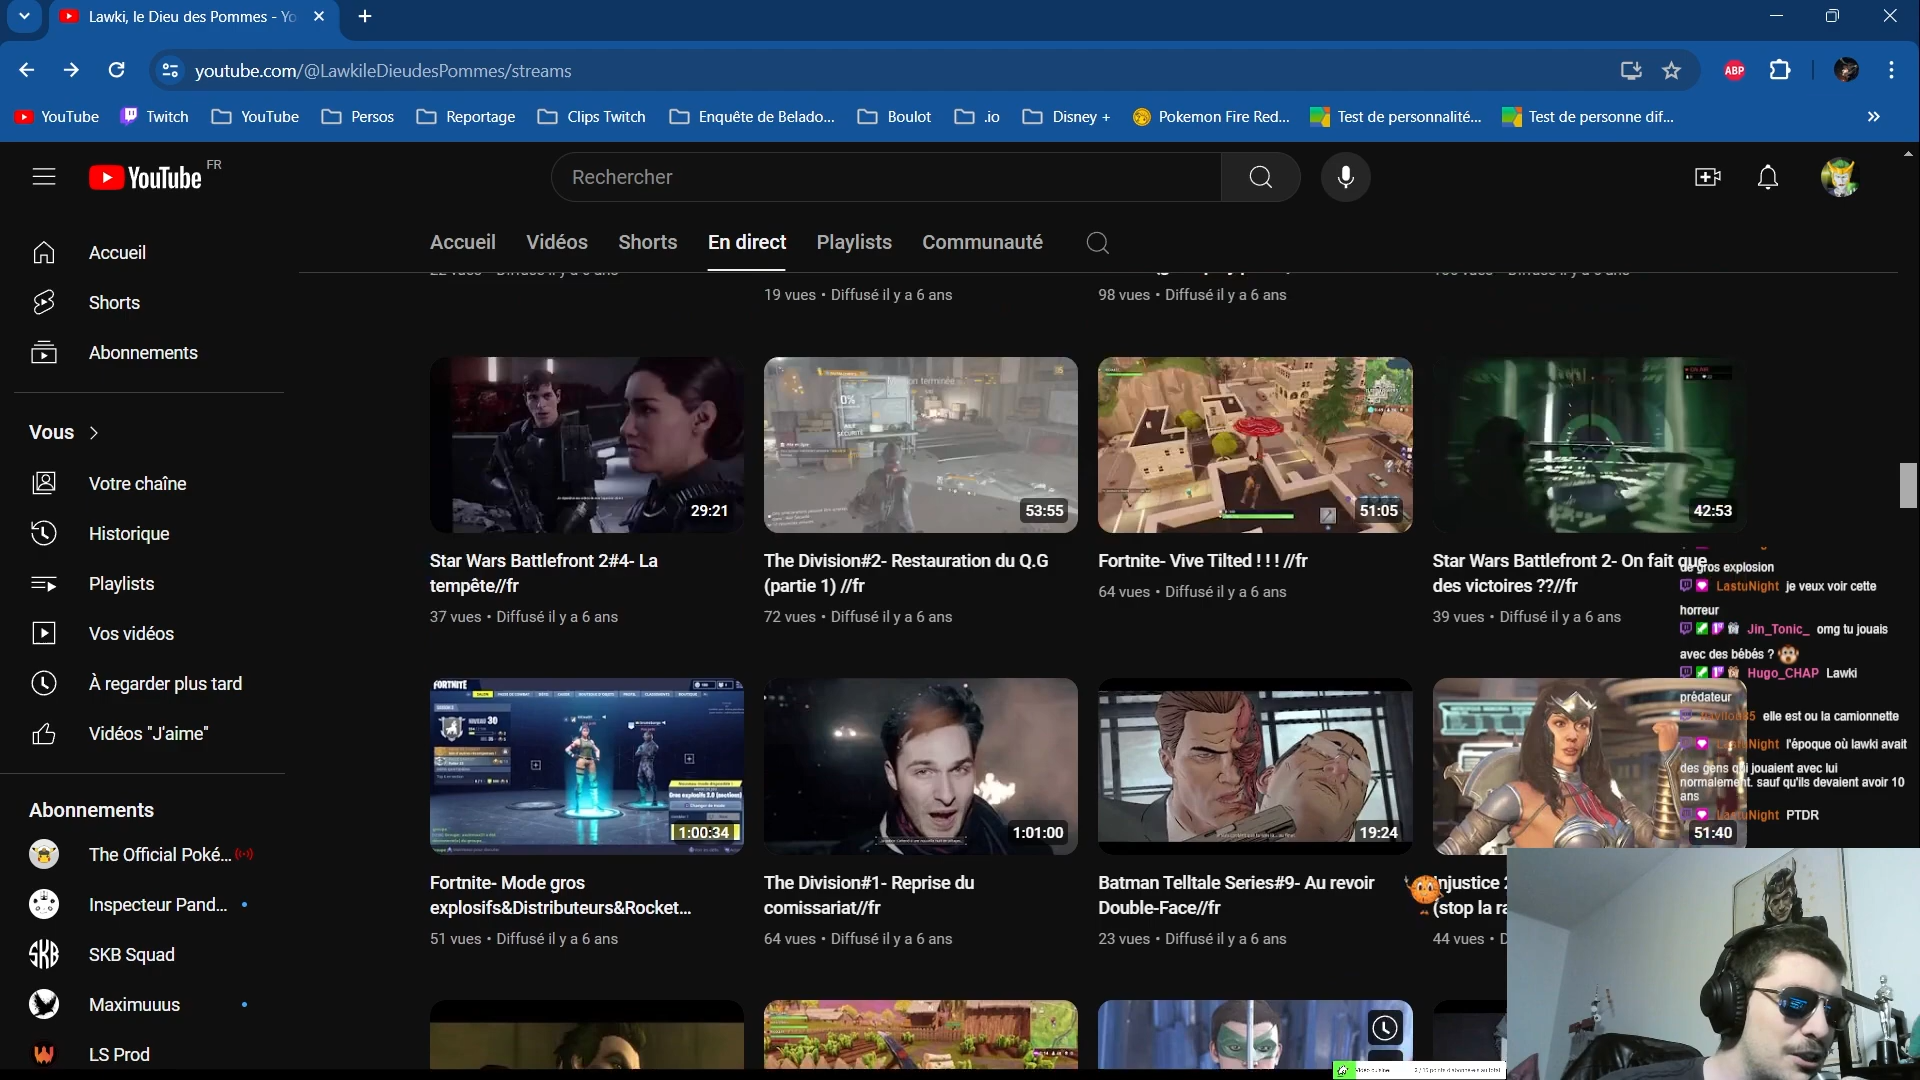 Lawki, le Dieu des Pommes - Yo
youtube.com/@LawkileDieudesPommes/streams
ABP
YouTube
Twitch
YouTube
Persos
Reportage
Clips Twitch
Enquête de Belado...
Boulot
.io
Disney +
Pokemon Fire Red...
Test de personnalité...
Test de personne dif...
YouTube FR
Rechercher
Accueil
Shorts
Abonnements
Vous
Votre chaîne
Historique
Playlists
Vos vidéos
À regarder plus tard
Vidéos "J'aime"
Abonnements
The Official Poké...
Inspecteur Pand...
SKB Squad
Maximuuus
LS Prod
Accueil
Vidéos
Shorts
En direct
Playlists
Communauté
19 vues • Diffusé il y a 6 ans
98 vues • Diffusé il y a 6 ans
29:21
Star Wars Battlefront 2#4- La
tempête//fr
37 vues • Diffusé il y a 6 ans
53:55
The Division#2- Restauration du Q.G
(partie 1) //fr
72 vues • Diffusé il y a 6 ans
51:05
Fortnite- Vive Tilted ! ! ! //fr
64 vues • Diffusé il y a 6 ans
42:53
Star Wars Battlefront 2- On fait que
des victoires ??//fr
39 vues • Diffusé il y a 6 ans
FORTNITE
NIVEAU 30
1:00:34
Fortnite- Mode gros
explosifs&Distributeurs&Rocket...
51 vues • Diffusé il y a 6 ans
1:01:00
The Division#1- Reprise du
comissariat//fr
64 vues • Diffusé il y a 6 ans
19:24
Batman Telltale Series#9- Au revoir
Double-Face//fr
23 vues • Diffusé il y a 6 ans
51:40
Injustice 2
(stop la ra
44 vues • D
de gros explosion
LastuNight je veux voir cette
horreur
Jin_Tonic_ omg tu jouais
avec des bébés ?
Hugo_CHAP Lawki
prédateur
elle est ou la camionnette
LastuNight l'époque où lawki avait
des gens qui jouaient avec lui
normalement. sauf qu'ils devaient avoir 10
ans
LastuNight PTDR